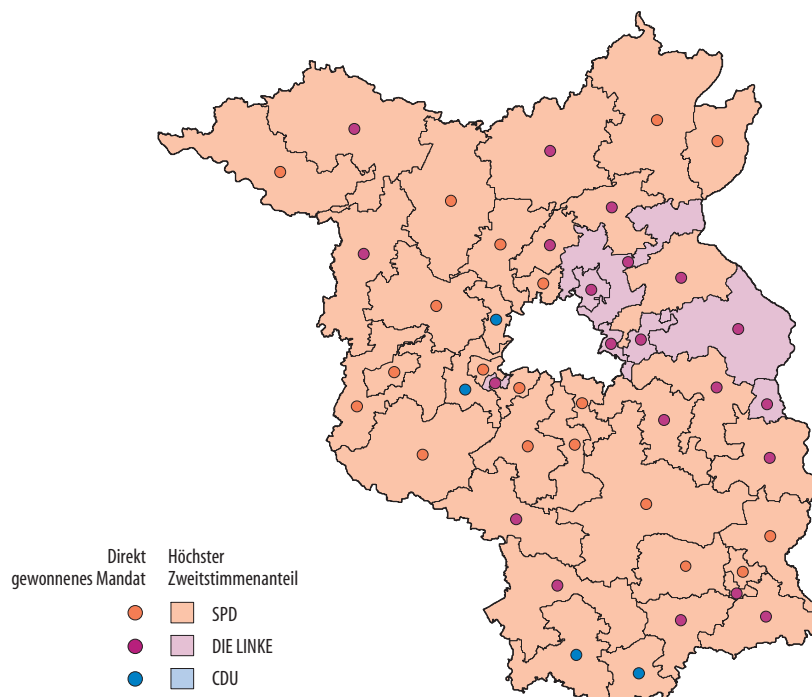 Direkt
gewonnenes Mandat
Höchster
Zweitstimmenanteil
SPD
DIE LINKE
CDU